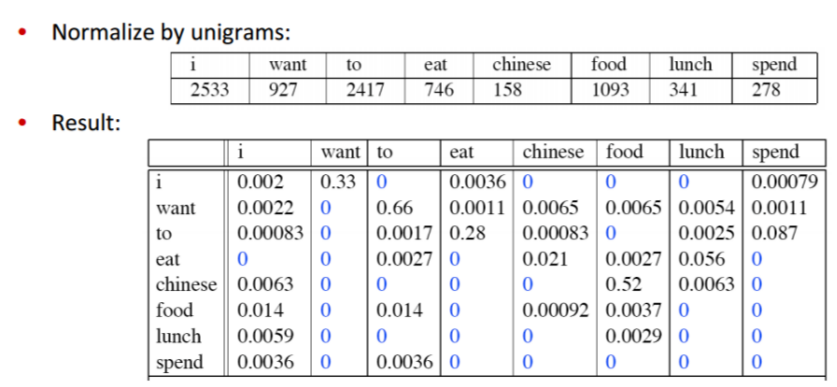 • Normalize by unigrams:
i want to eat chinese food lunch spend
2533 927 2417 746 158 1093 341 278
• Result:
i want to eat chinese food lunch spend
i 0.002 0.33 0 0.0036 0 0 0 0.00079
want 0.0022 0 0.66 0.0011 0.0065 0.0065 0.0054 0.0011
to 0.00083 0 0.0017 0.28 0.00083 0 0.0025 0.087
eat 0 0 0.0027 0 0.021 0.0027 0.056 0
chinese 0.0063 0 0 0 0 0.52 0.0063 0
food 0.014 0 0.014 0 0.00092 0.0037 0 0
lunch 0.0059 0 0 0 0 0.0029 0 0
spend 0.0036 0 0.0036 0 0 0 0 0